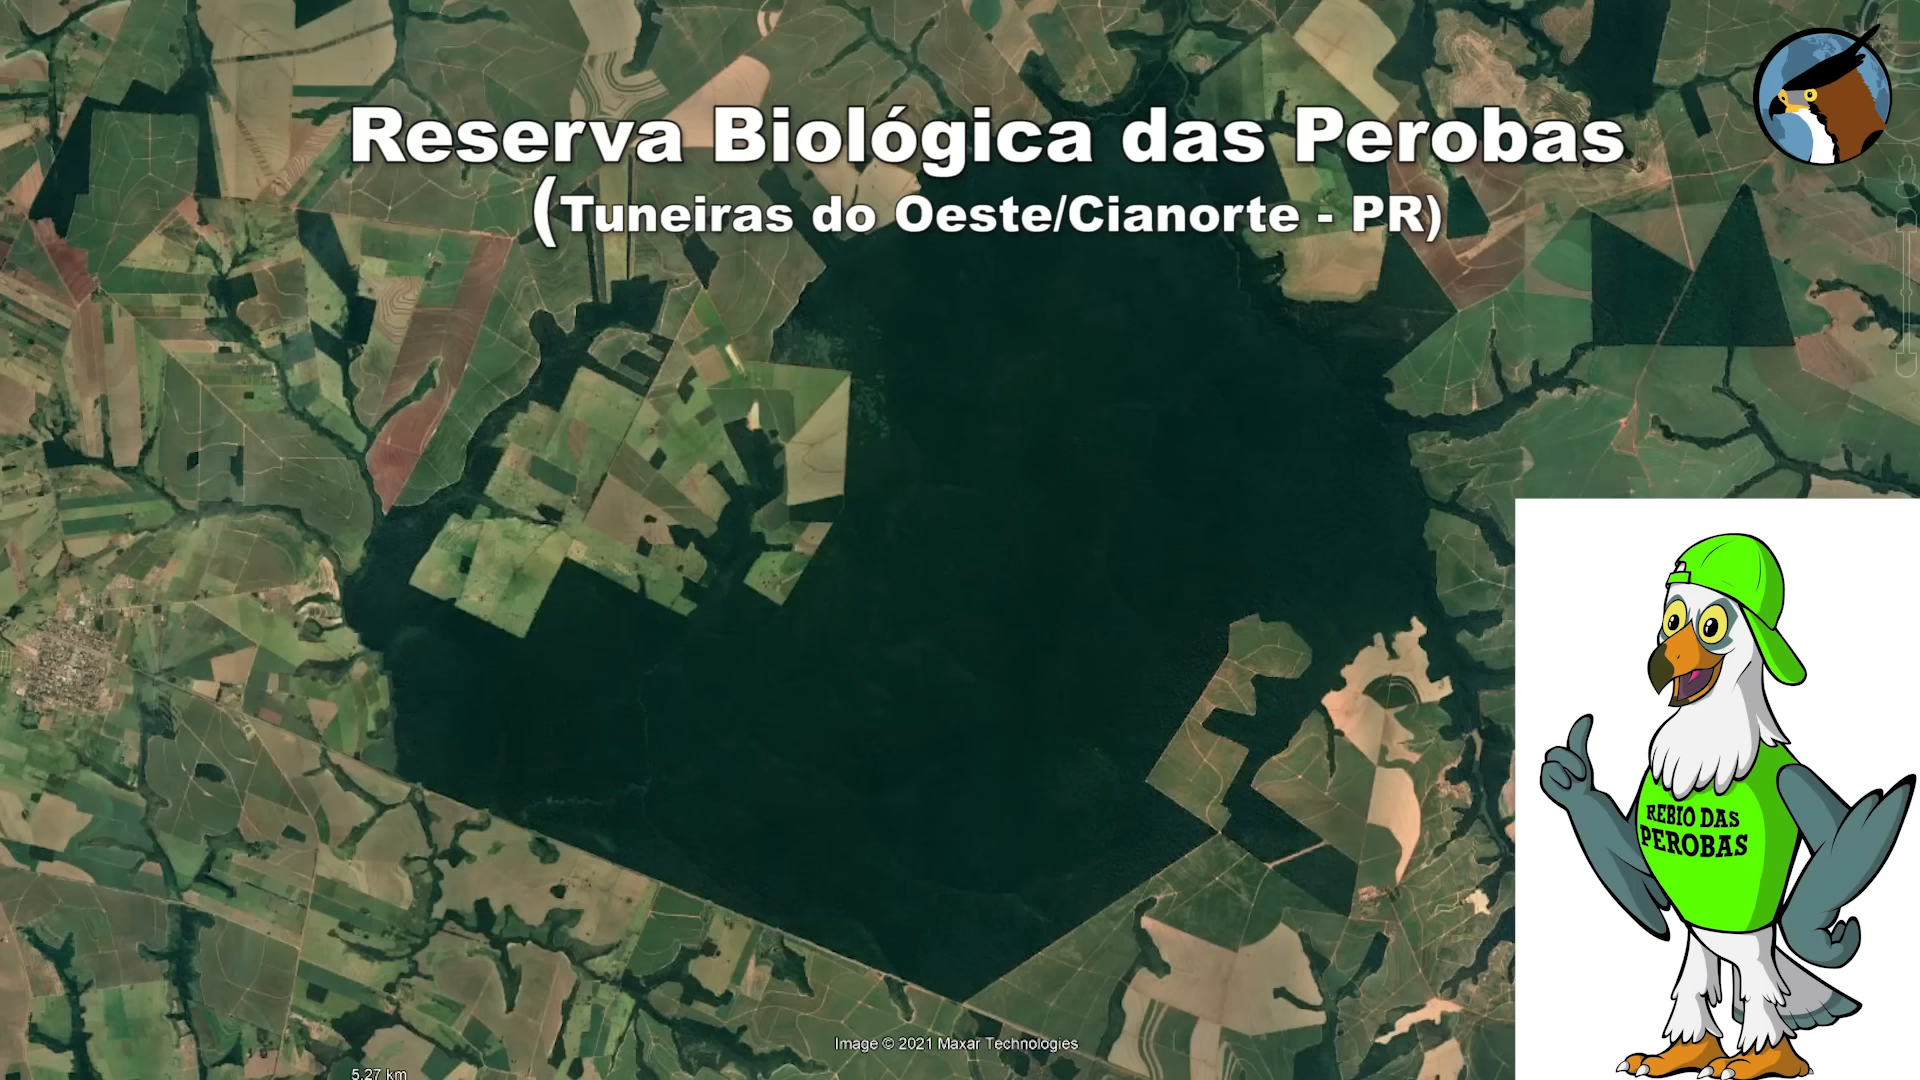 Reserva Biológica das Perobas
(Tuneiras do Oeste/Cianorte - PR)
REBIO DAS
PEROBAS
Image © 2021 Maxar Technologies
5.27 km